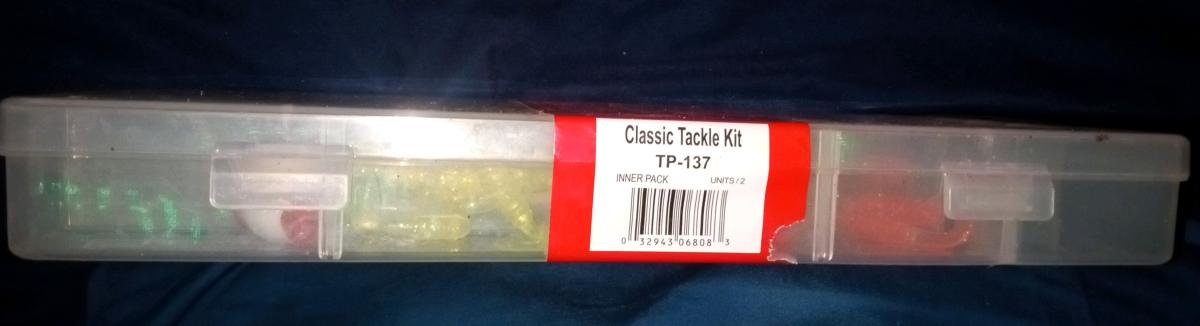 Classic Tackle Kit
TP-137
INNER PACK UNITS/2
0 32943 06808 3